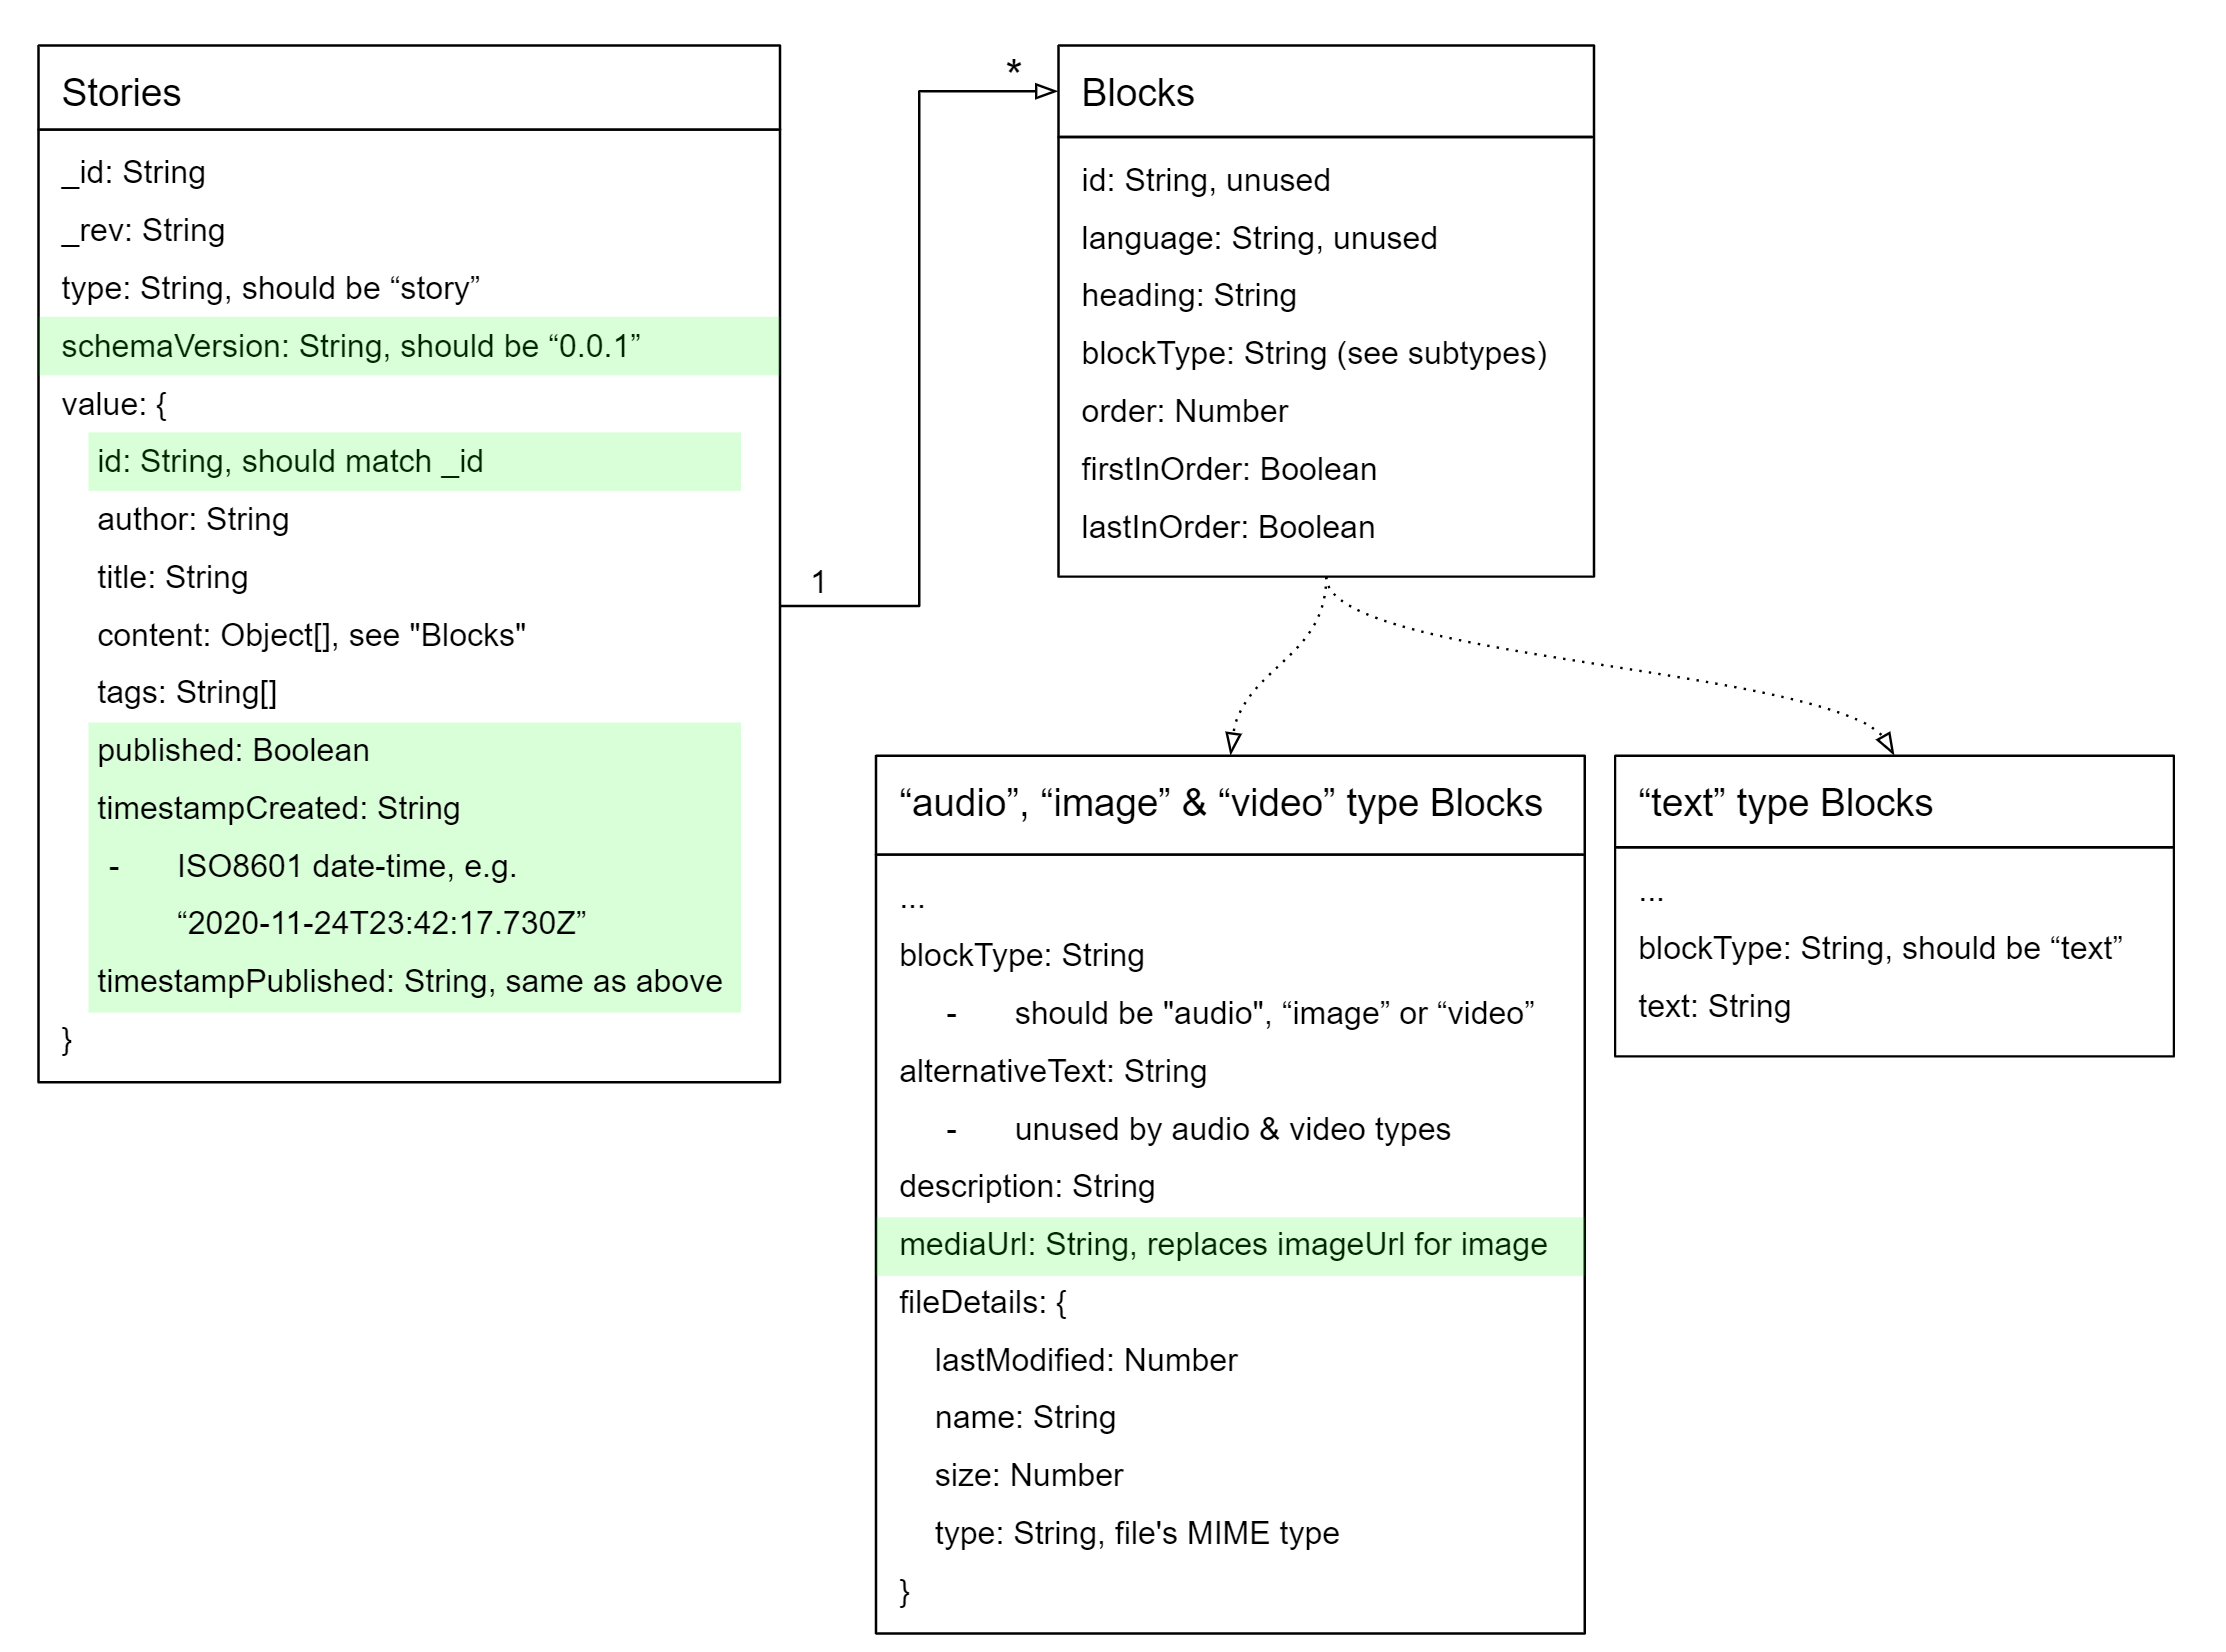 Stories
_id: String
_rev: String
type: String, should be “story”
schemaVersion: String, should be “0.0.1”
value: {
id: String, should match _id
author: String
title: String
content: Object[], see "Blocks"
tags: String[]
published: Boolean
timestampCreated: String
- ISO8601 date-time, e.g.
“2020-11-24T23:42:17.730Z”
timestampPublished: String, same as above
}
1
*
Blocks
id: String, unused
language: String, unused
heading: String
blockType: String (see subtypes)
order: Number
firstInOrder: Boolean
lastInOrder: Boolean
“audio”, “image” & “video” type Blocks
...
blockType: String
- should be "audio", “image” or “video”
alternativeText: String
- unused by audio & video types
description: String
mediaUrl: String, replaces imageUrl for image
fileDetails: {
lastModified: Number
name: String
size: Number
type: String, file's MIME type
}
“text” type Blocks
...
blockType: String, should be “text”
text: String